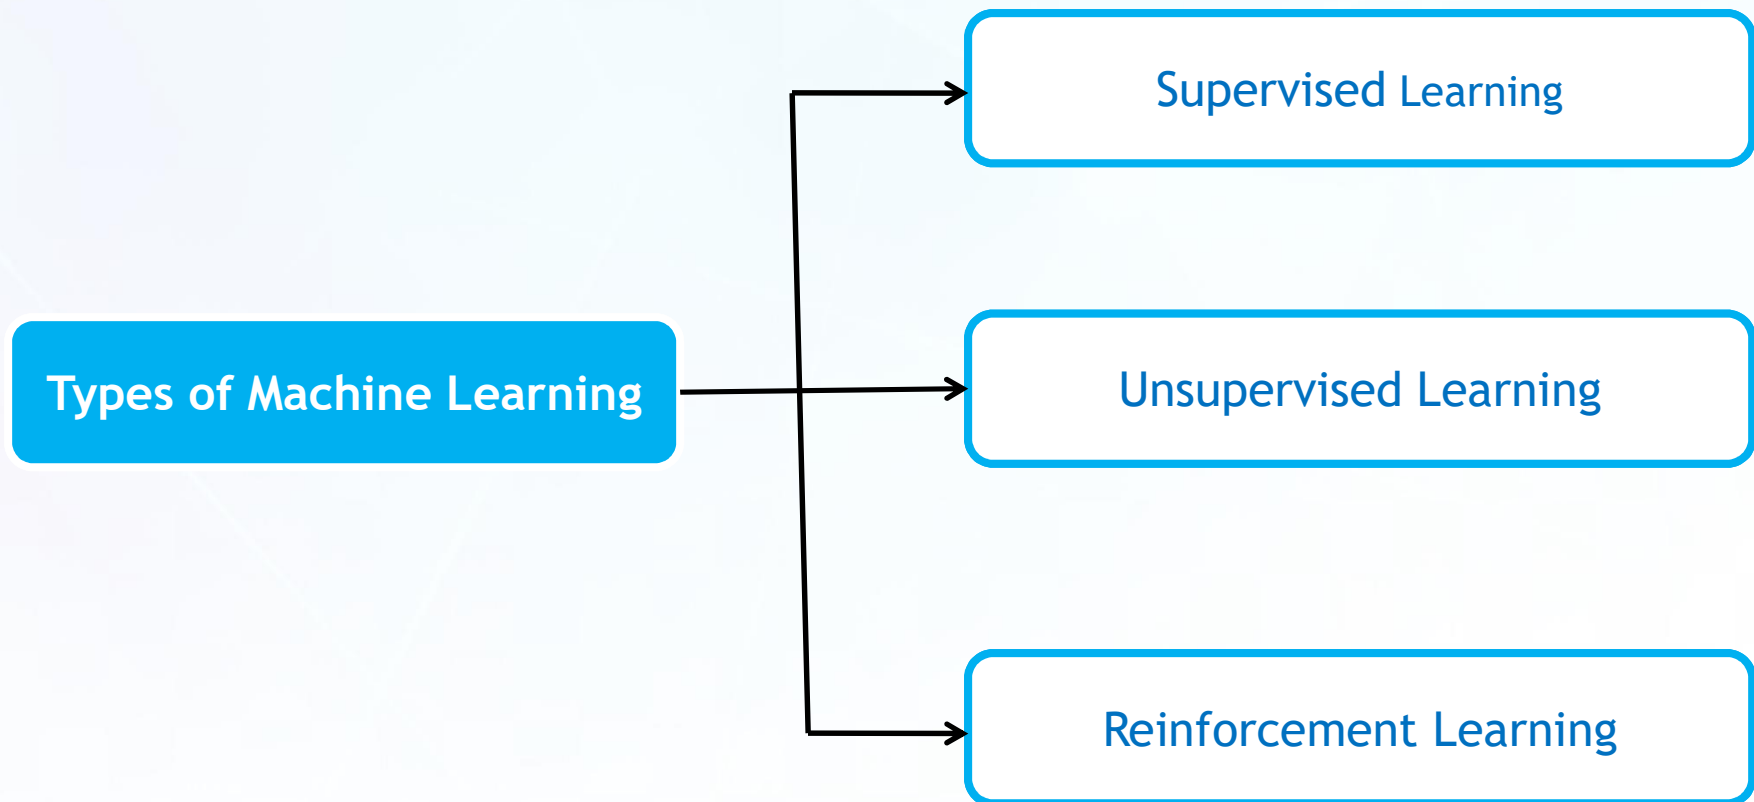 Supervised Learning
Types of Machine Learning
Unsupervised Learning
Reinforcement Learning